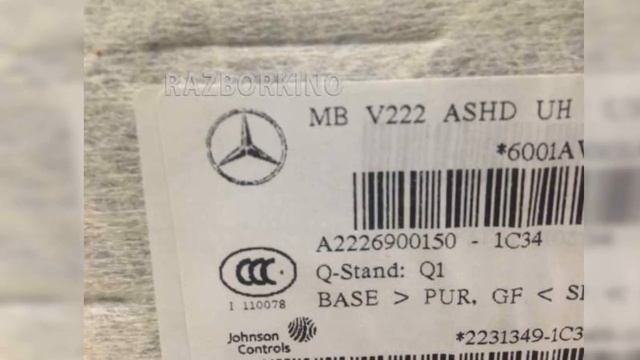 RAZBORKINO
MB V222 ASHD UH
*6001A
A2226900150 - 1C34
Q-Stand: Q1
CCC
1 110078
BASE > PUR, GF <
Johnson
Controls
*2231349-1C3